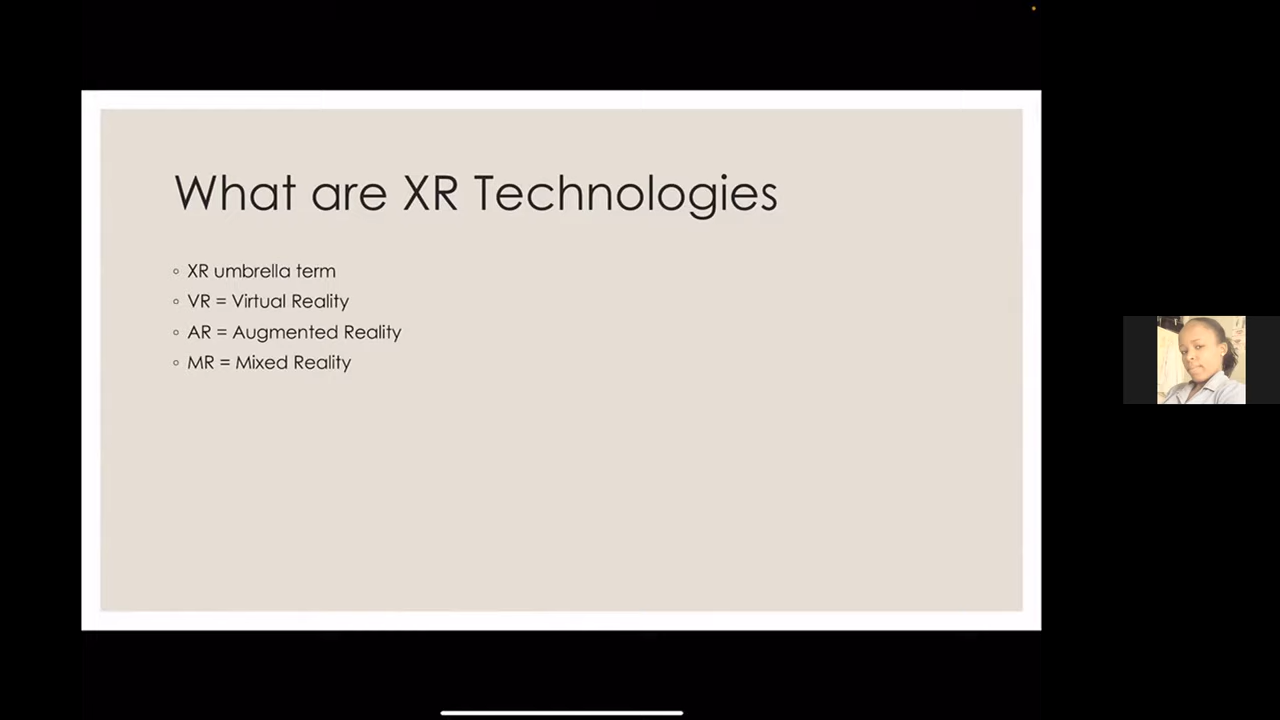 What are XR Technologies
XR umbrella term
VR = Virtual Reality
AR = Augmented Reality
MR = Mixed Reality